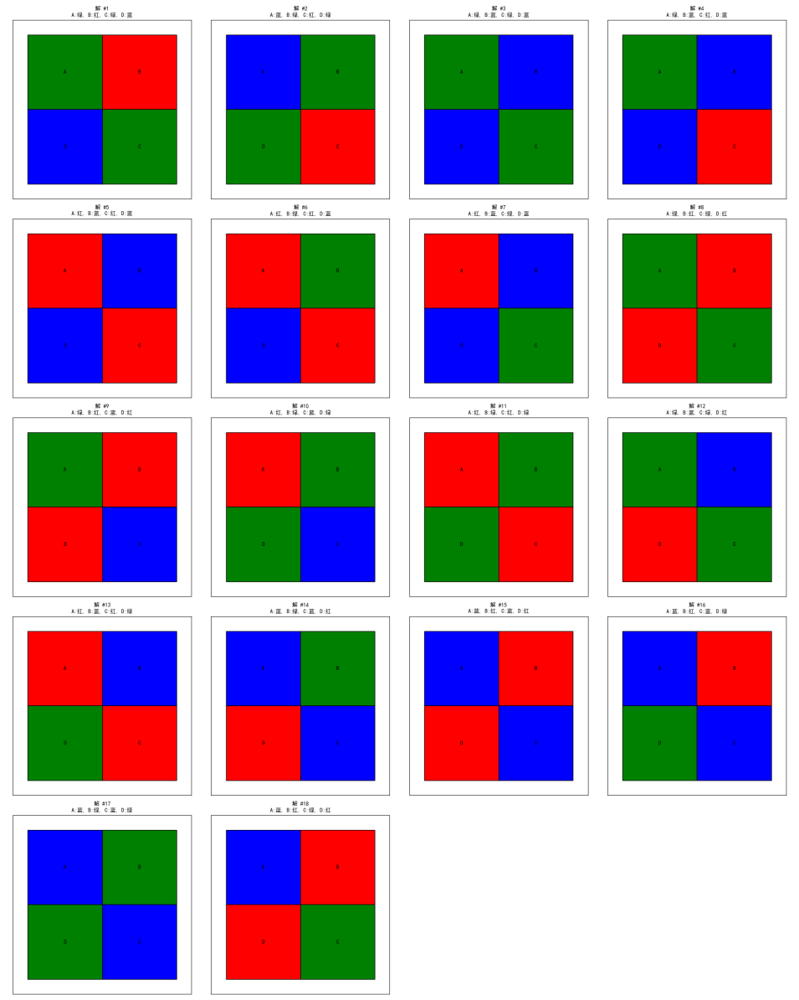 解 #1
A:绿, B:红, C:绿, D:蓝
A
B
D
C
解 #2
A:蓝, B:绿, C:红, D:绿
A
B
D
C
解 #3
A:绿, B:蓝, C:绿, D:蓝
A
B
D
C
解 #4
A:绿, B:蓝, C:红, D:蓝
A
B
D
C
解 #5
A:红, B:蓝, C:红, D:蓝
A
B
D
C
解 #6
A:红, B:绿, C:红, D:蓝
A
B
D
C
解 #7
A:红, B:蓝, C:绿, D:蓝
A
B
D
C
解 #8
A:绿, B:红, C:绿, D:红
A
B
D
C
解 #9
A:绿, B:红, C:蓝, D:红
A
B
D
C
解 #10
A:红, B:绿, C:蓝, D:绿
A
B
D
C
解 #11
A:红, B:绿, C:红, D:绿
A
B
D
C
解 #12
A:绿, B:蓝, C:绿, D:红
A
B
D
C
解 #13
A:红, B:蓝, C:红, D:绿
A
B
D
C
解 #14
A:蓝, B:绿, C:蓝, D:红
A
B
D
C
解 #15
A:蓝, B:红, C:蓝, D:红
A
B
D
C
解 #16
A:蓝, B:红, C:蓝, D:绿
A
B
D
C
解 #17
A:蓝, B:绿, C:蓝, D:绿
A
B
D
C
解 #18
A:蓝, B:红, C:绿, D:红
A
B
D
C